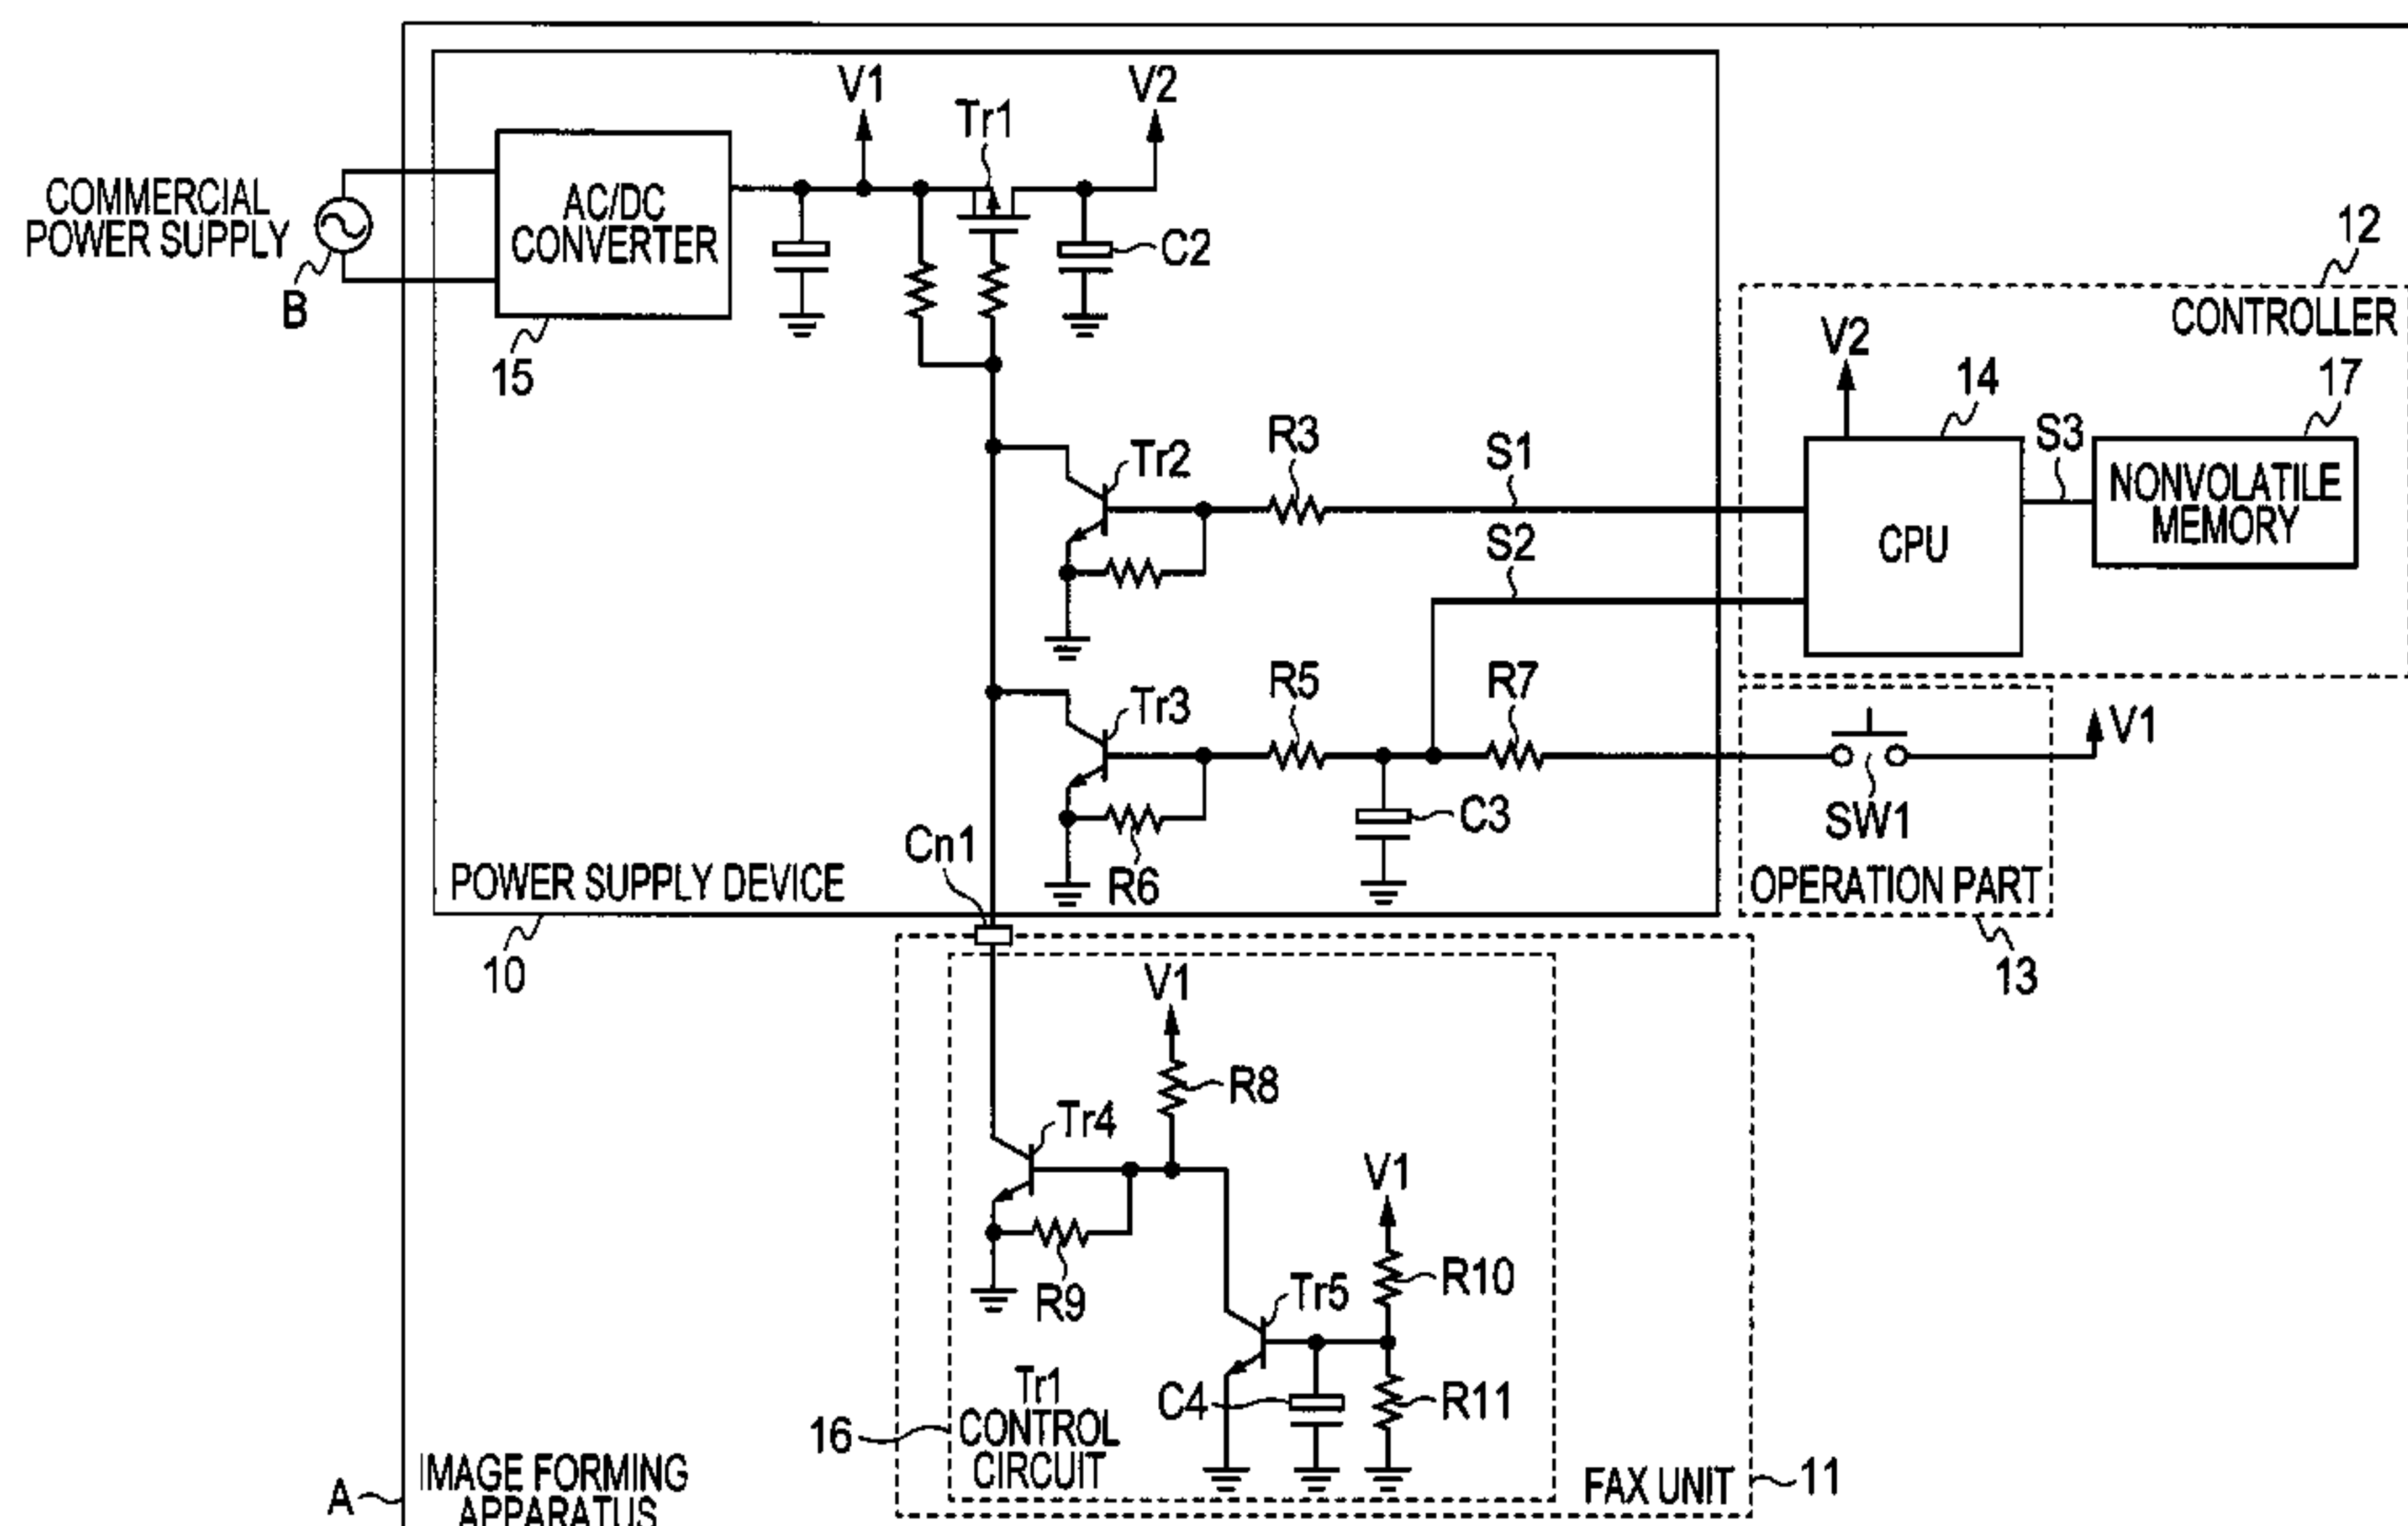 V1
Tr1
V2
COMMERCIAL
POWER SUPPLY
B
AC/DC
CONVERTER
15
C2
12
CONTROLLER
V2
14
17
S3
CPU
NONVOLATILE
MEMORY
R3
S1
Tr2
S2
R5
R7
Tr3
V1
SW1
C3
R6
Cn1
OPERATION PART
13
POWER SUPPLY DEVICE
10
V1
R8
Tr4
V1
R9
R10
Tr5
C4
R11
Tr1
CONTROL
CIRCUIT
16
FAX UNIT
11
A
IMAGE FORMING
APPARATUS